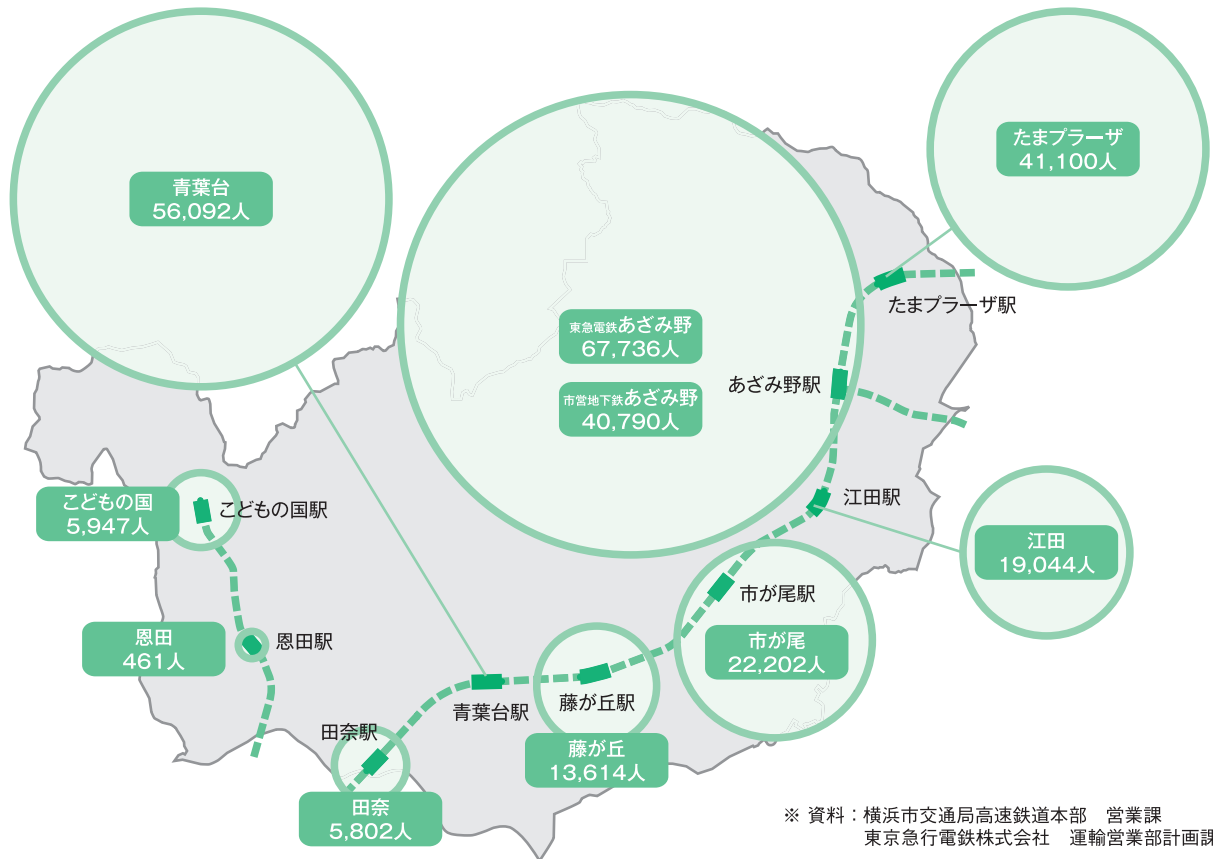 青葉台
56,092人
たまプラーザ
41,100人
たまプラーザ駅
東急電鉄あざみ野
67,736人
あざみ野駅
市営地下鉄あざみ野
40,790人
こどもの国
5,947人
こどもの国駅
江田駅
江田
19,044人
市が尾駅
市が尾
22,202人
恩田
461人
恩田駅
青葉台駅
藤が丘駅
藤が丘
13,614人
田奈駅
田奈
5,802人
※ 資料：横浜市交通局高速鉄道本部　営業課
東京急行電鉄株式会社　運輸営業部計画課